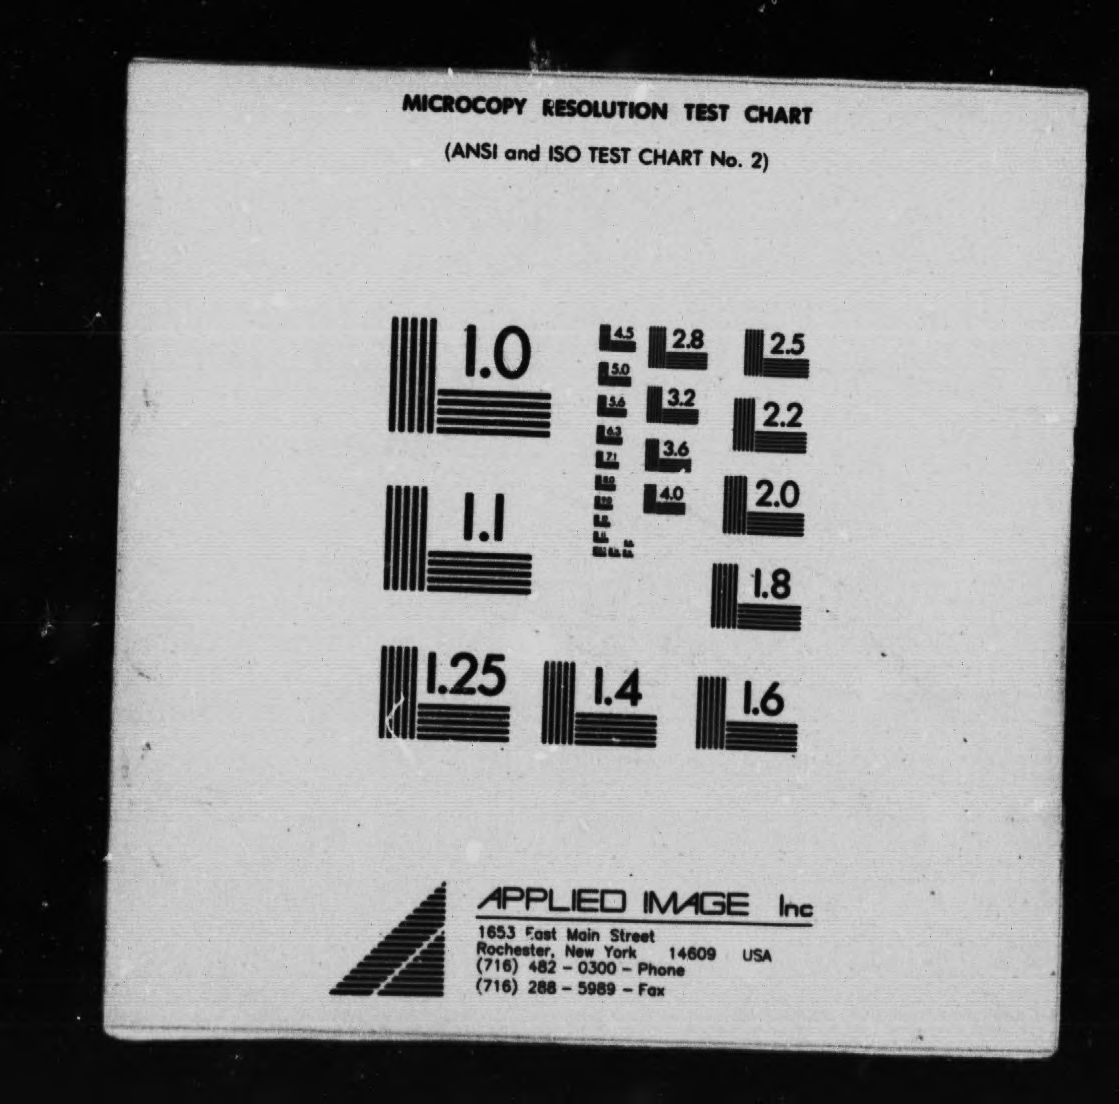 MICROCOPY RESOLUTION TEST CHART
(ANSI and ISO TEST CHART No. 2)
1.0
1.1
1.25
1.4
1.6
1.8
2.0
2.2
2.5
2.8
3.2
3.6
4.0
4.5
5.0
5.6
6.3
7.1
8.0
APPLIED IMAGE Inc
1653 East Main Street
Rochester, New York 14609 USA
(716) 482 - 0300 - Phone
(716) 288 - 5989 - Fax